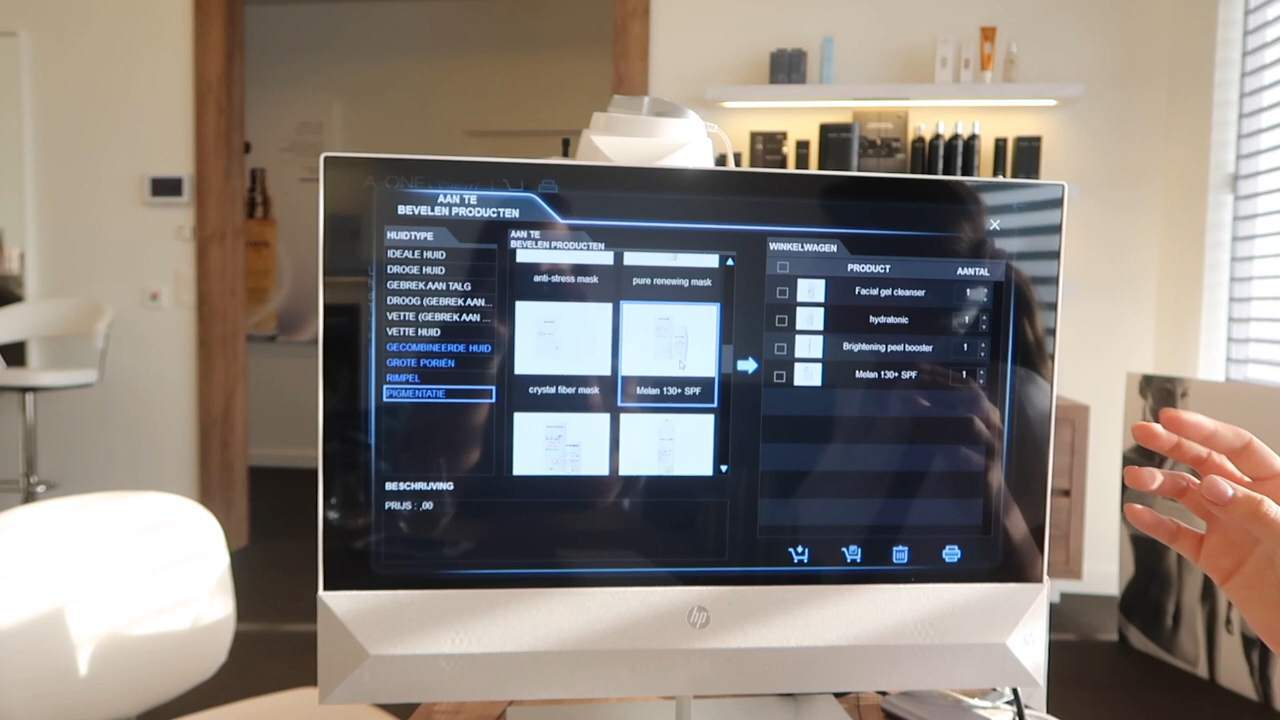 A-ONE
AAN TE
BEVELEN PRODUCTEN
HUIDTYPE
IDEALE HUID
DROGE HUID
GEBREK AAN TALG
DROOG (GEBREK AAN...
VETTE (GEBREK AAN ...
VETTE HUID
GECOMBINEERDE HUID
GROTE PORIËN
RIMPEL
PIGMENTATIE
AAN TE
BEVELEN PRODUCTEN
anti-stress mask
pure renewing mask
crystal fiber mask
Melan 130+ SPF
WINKELWAGEN
PRODUCT AANTAL
Facial gel cleanser 1
hydratonic 1
Brightening peel booster 1
Melan 130+ SPF 1
BESCHRIJVING
PRIJS : ,00
hp